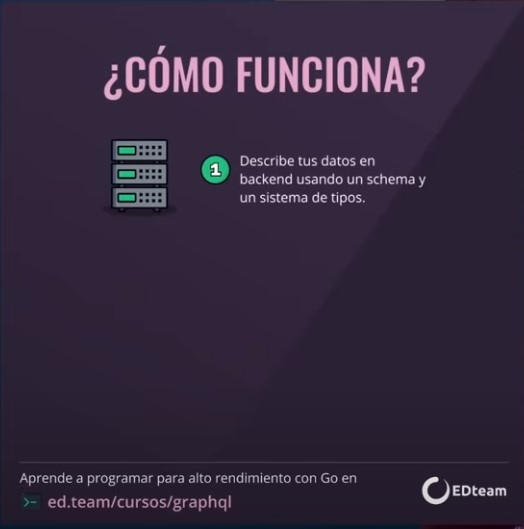 ¿CÓMO FUNCIONA?
1
Describe tus datos en
backend usando un schema y
un sistema de tipos.
Aprende a programar para alto rendimiento con Go en
>- ed.team/cursos/graphql
EDteam